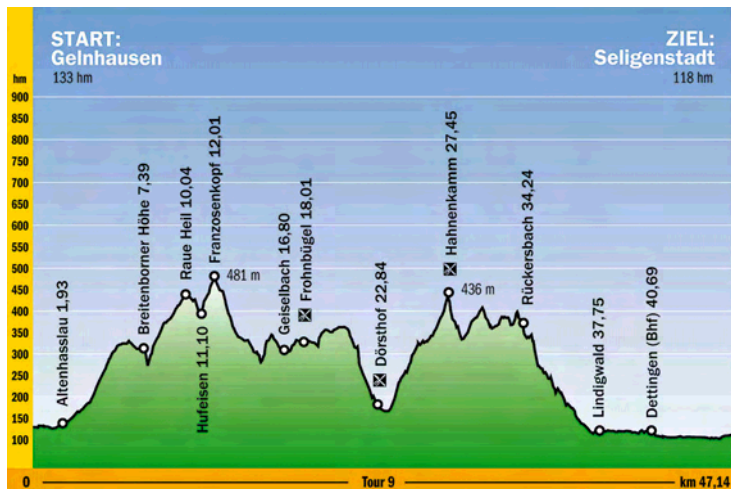 START:
Gelnhausen
133 hm
ZIEL:
Seligenstadt
118 hm
hm
900
850
800
750
700
650
600
550
500
450
400
350
300
250
200
150
100
Altenhasslau 1,93
Breitenborner Höhe 7,39
Raue Heil 10,04
Hufeisen 11,10
Franzosenkopf 12,01
481 m
Geiselbach 16,80
Frohnbügel 18,01
Dörsthof 22,84
Hahnenkamm 27,45
436 m
Rückersbach 34,24
Lindigwald 37,75
Dettingen (Bhf) 40,69
0
Tour 9
km 47,14